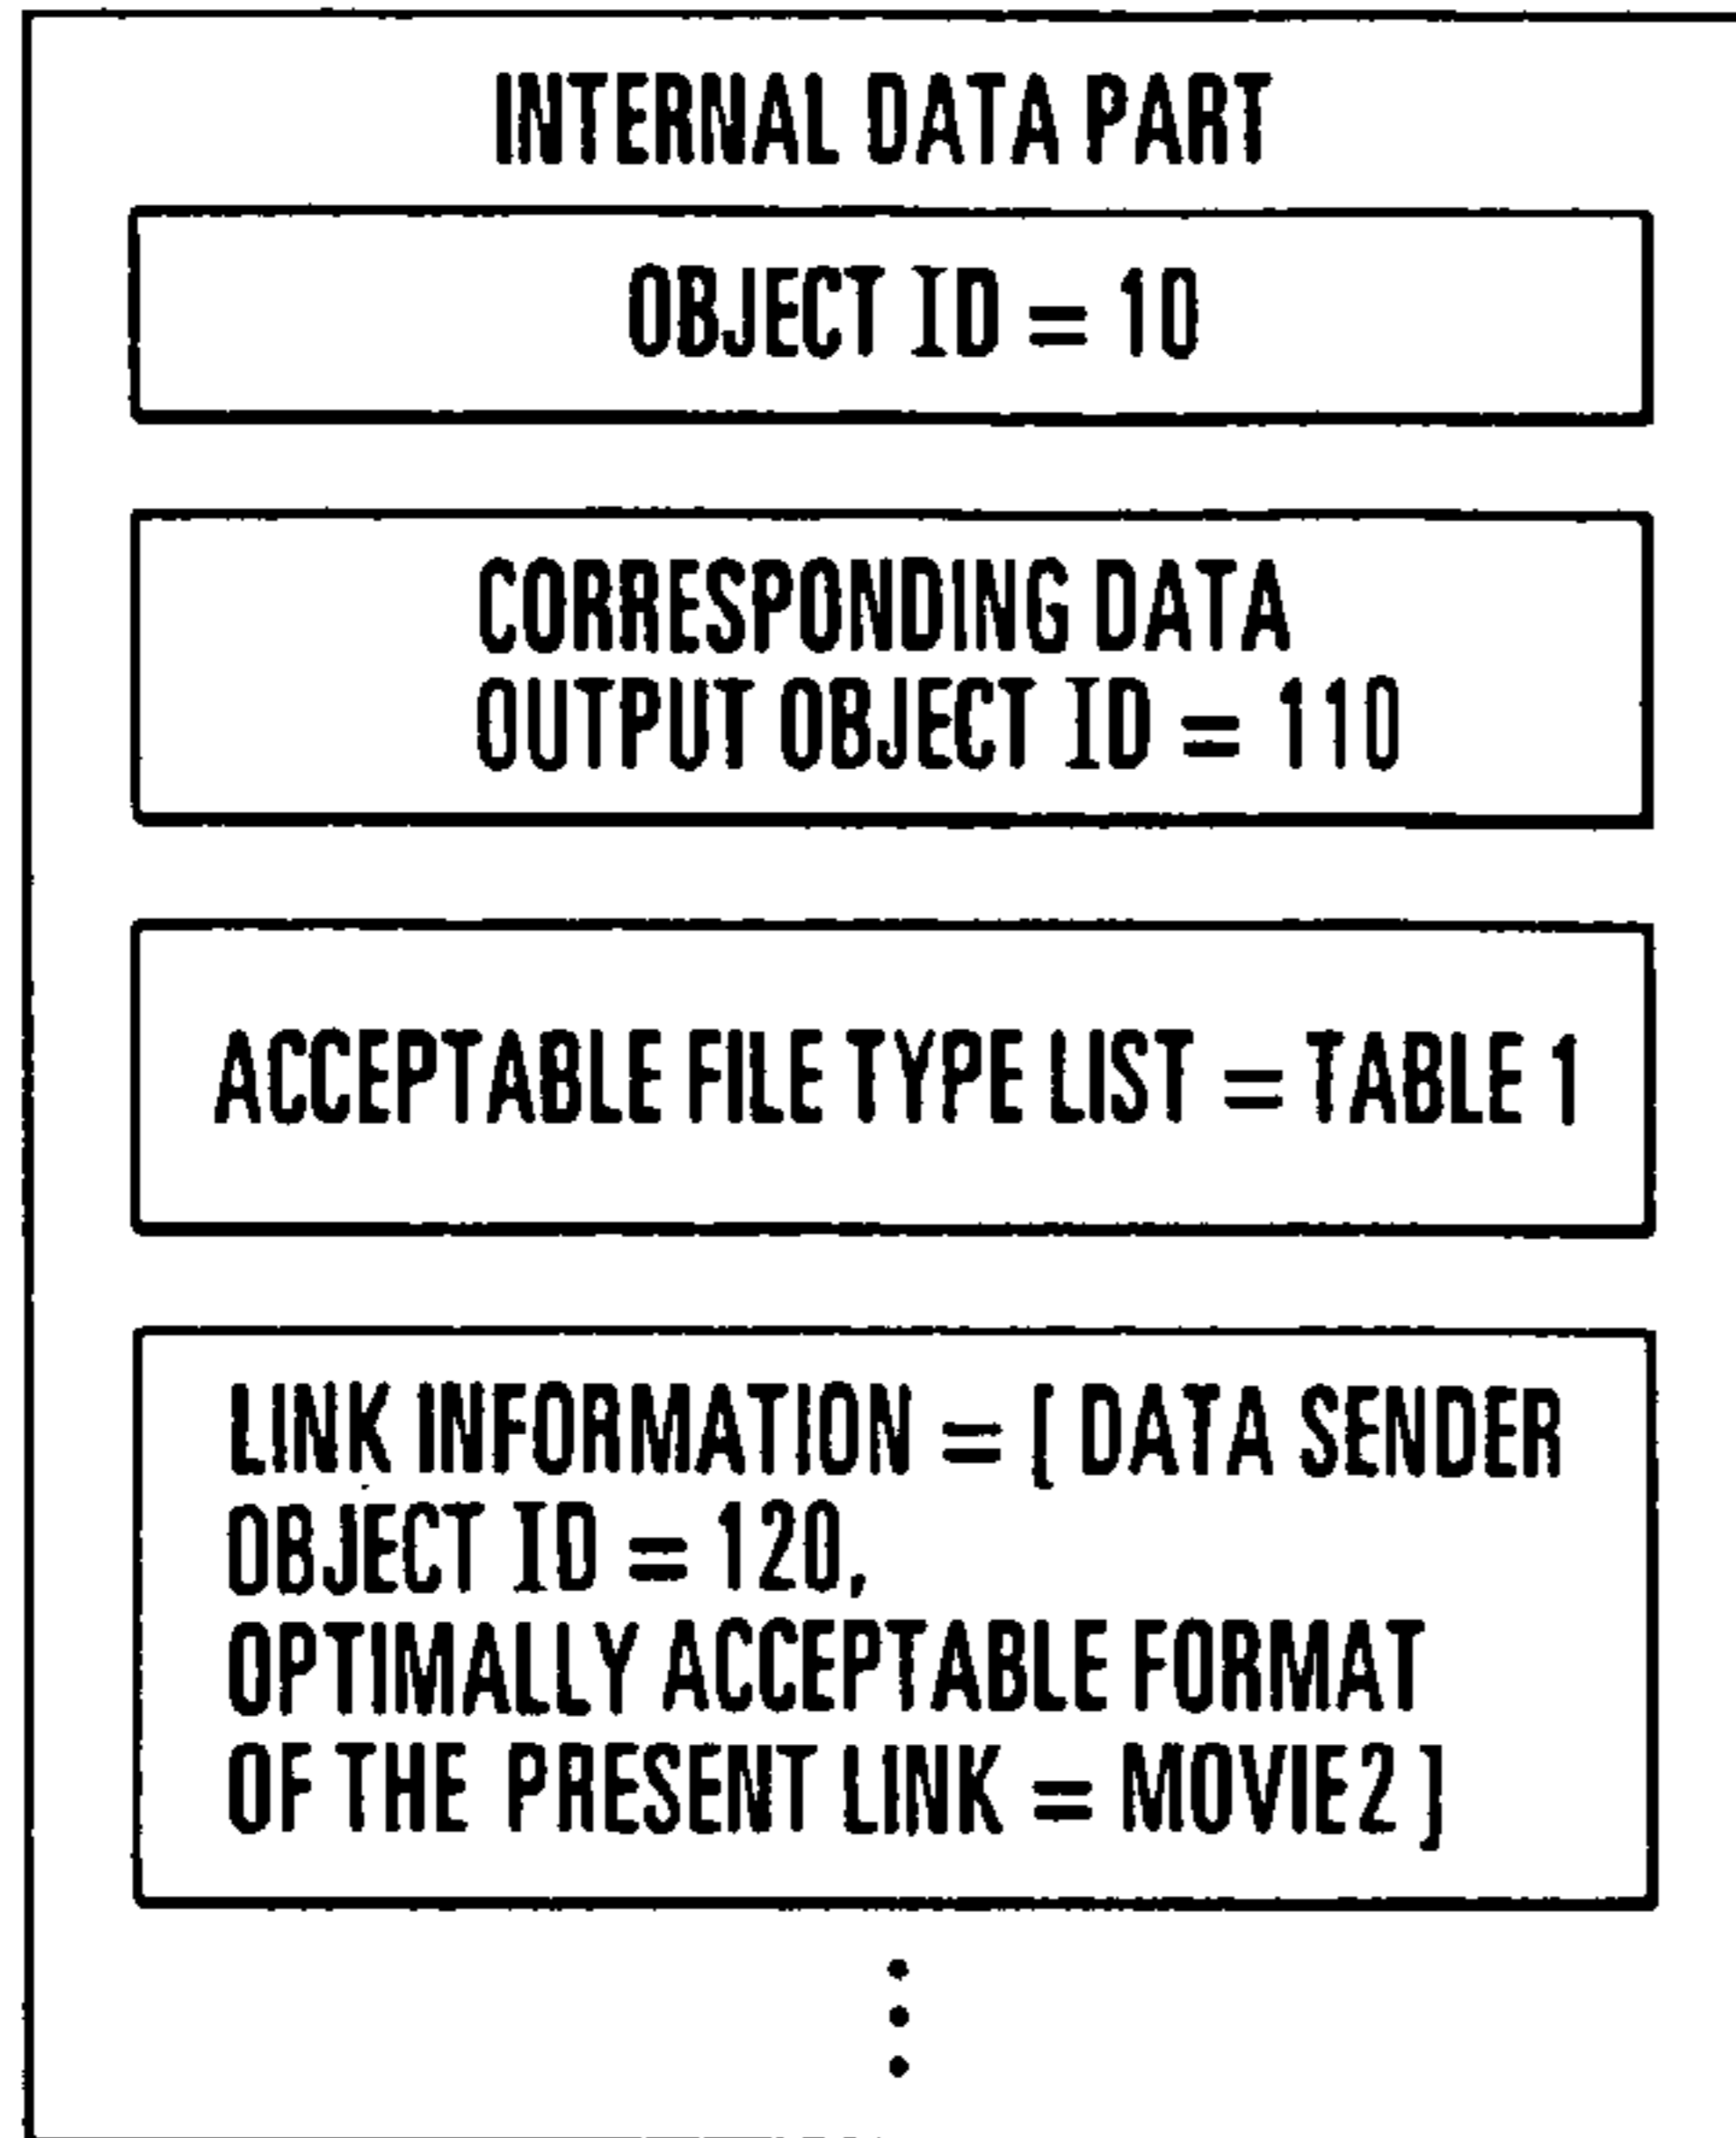 INTERNAL DATA PART
OBJECT ID = 10
CORRESPONDING DATA
OUTPUT OBJECT ID = 110
ACCEPTABLE FILE TYPE LIST = TABLE 1
LINK INFORMATION = [ DATA SENDER
OBJECT ID = 120,
OPTIMALLY ACCEPTABLE FORMAT
OF THE PRESENT LINK = MOVIE2 ]